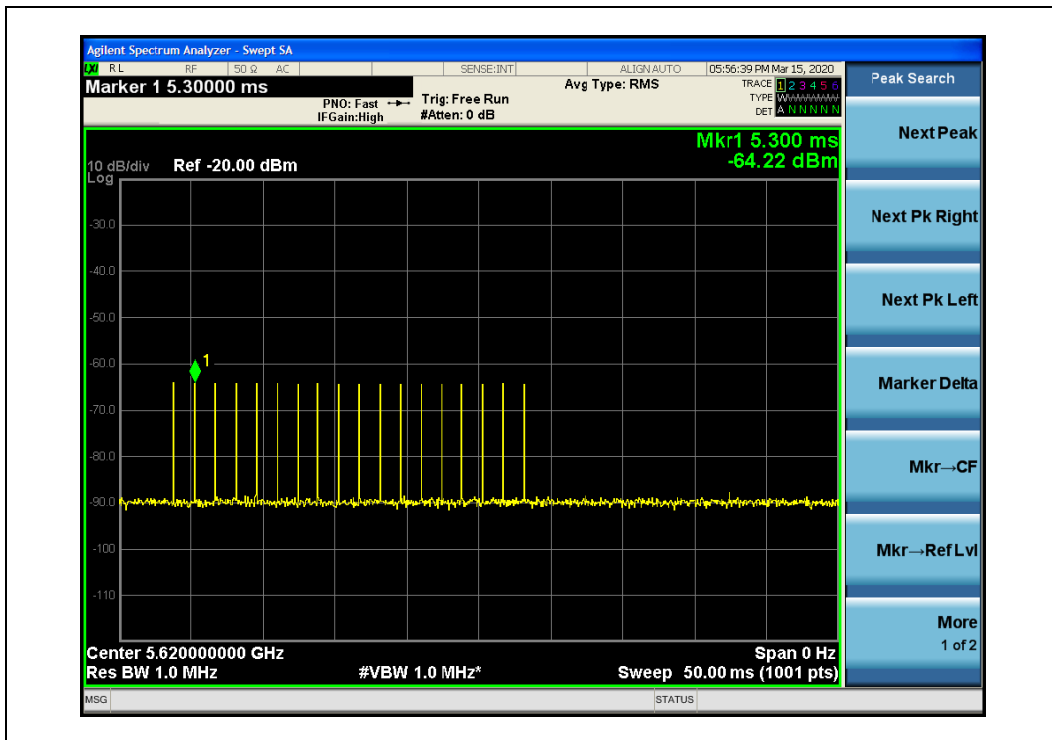 Agilent Spectrum Analyzer - Swept SA
LXI RL RF 50 Ω AC SENSE:INT ALIGN AUTO 05:56:39 PM Mar 15, 2020
Marker 1 5.30000 ms
PNO: Fast
IFGain:High
Trig: Free Run
#Atten: 0 dB
Avg Type: RMS
TRACE 1 2 3 4 5 6
TYPE
DET A N N N N N
Peak Search
Next Peak
Next Pk Right
Next Pk Left
Marker Delta
Mkr→CF
Mkr→Ref Lvl
More
1 of 2
Mkr1 5.300 ms
-64.22 dBm
10 dB/div Ref -20.00 dBm
Log
-30.0
-40.0
-50.0
-60.0
1
-70.0
-80.0
-90.0
-100
-110
Center 5.620000000 GHz Span 0 Hz
Res BW 1.0 MHz #VBW 1.0 MHz* Sweep 50.00 ms (1001 pts)
MSG STATUS